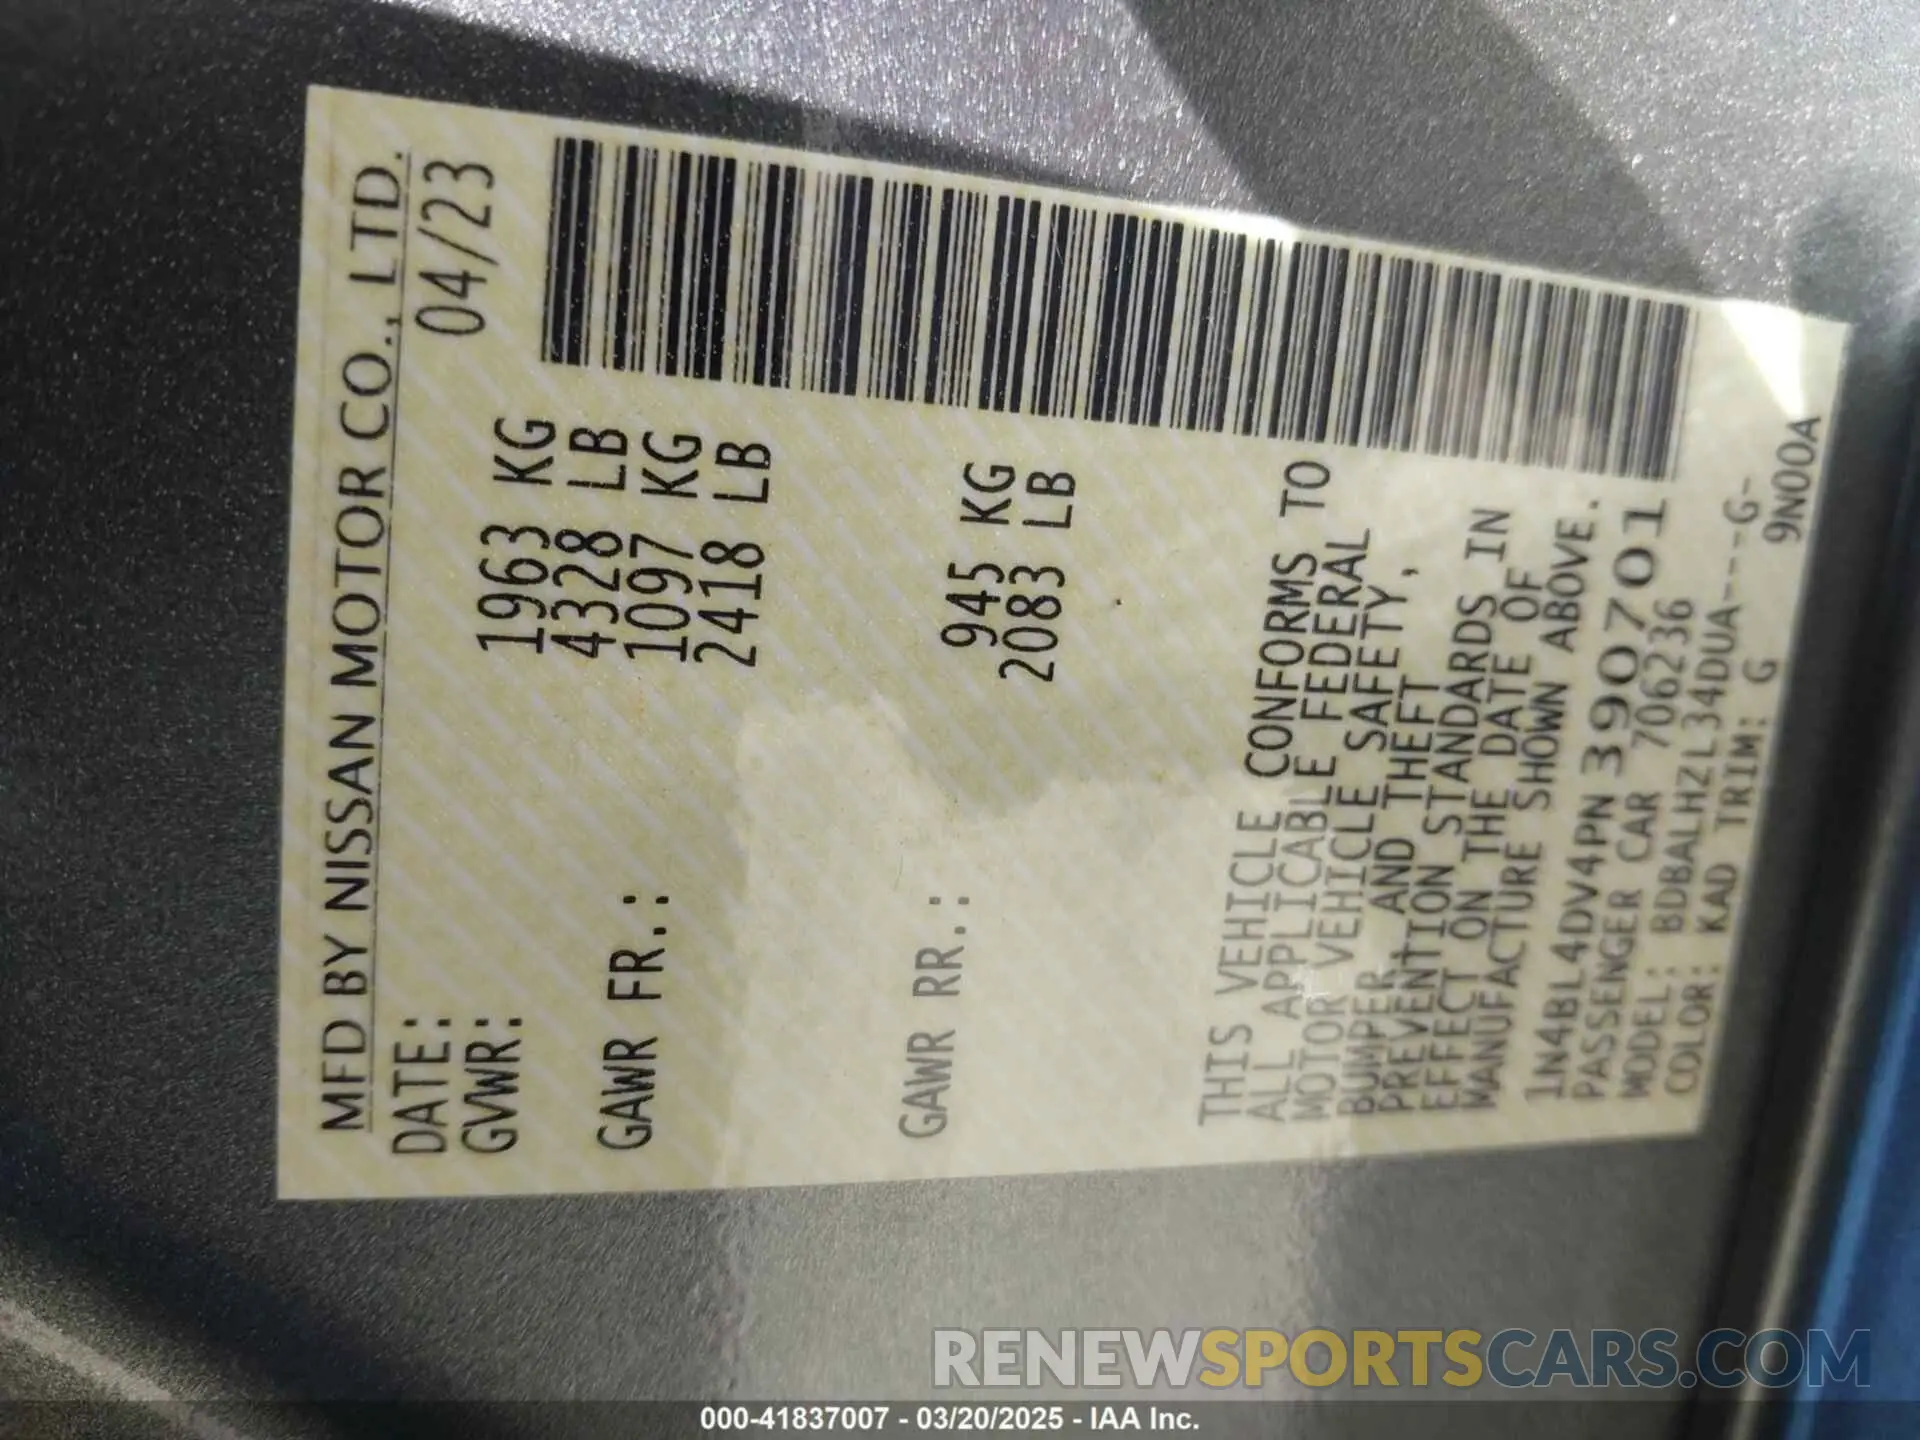 MFD BY NISSAN MOTOR CO., LTD.
DATE: 04/23
GVWR: 1963 KG
4328 LB
GAWR FR.: 1097 KG
2418 LB
GAWR RR.: 945 KG
2083 LB
THIS VEHICLE CONFORMS TO
ALL APPLICABLE FEDERAL
MOTOR VEHICLE SAFETY,
BUMPER, AND THEFT
PREVENTION STANDARDS IN
EFFECT ON THE DATE OF
MANUFACTURE SHOWN ABOVE.
1N4BL4DV4PN390701
PASSENGER CAR 706236
MODEL: BDBALHZL34DUA---G-
COLOR: KAD TRIM: G 9N00A
RENEWSPORTSCARS.COM
000-41837007 - 03/20/2025 - IAA Inc.